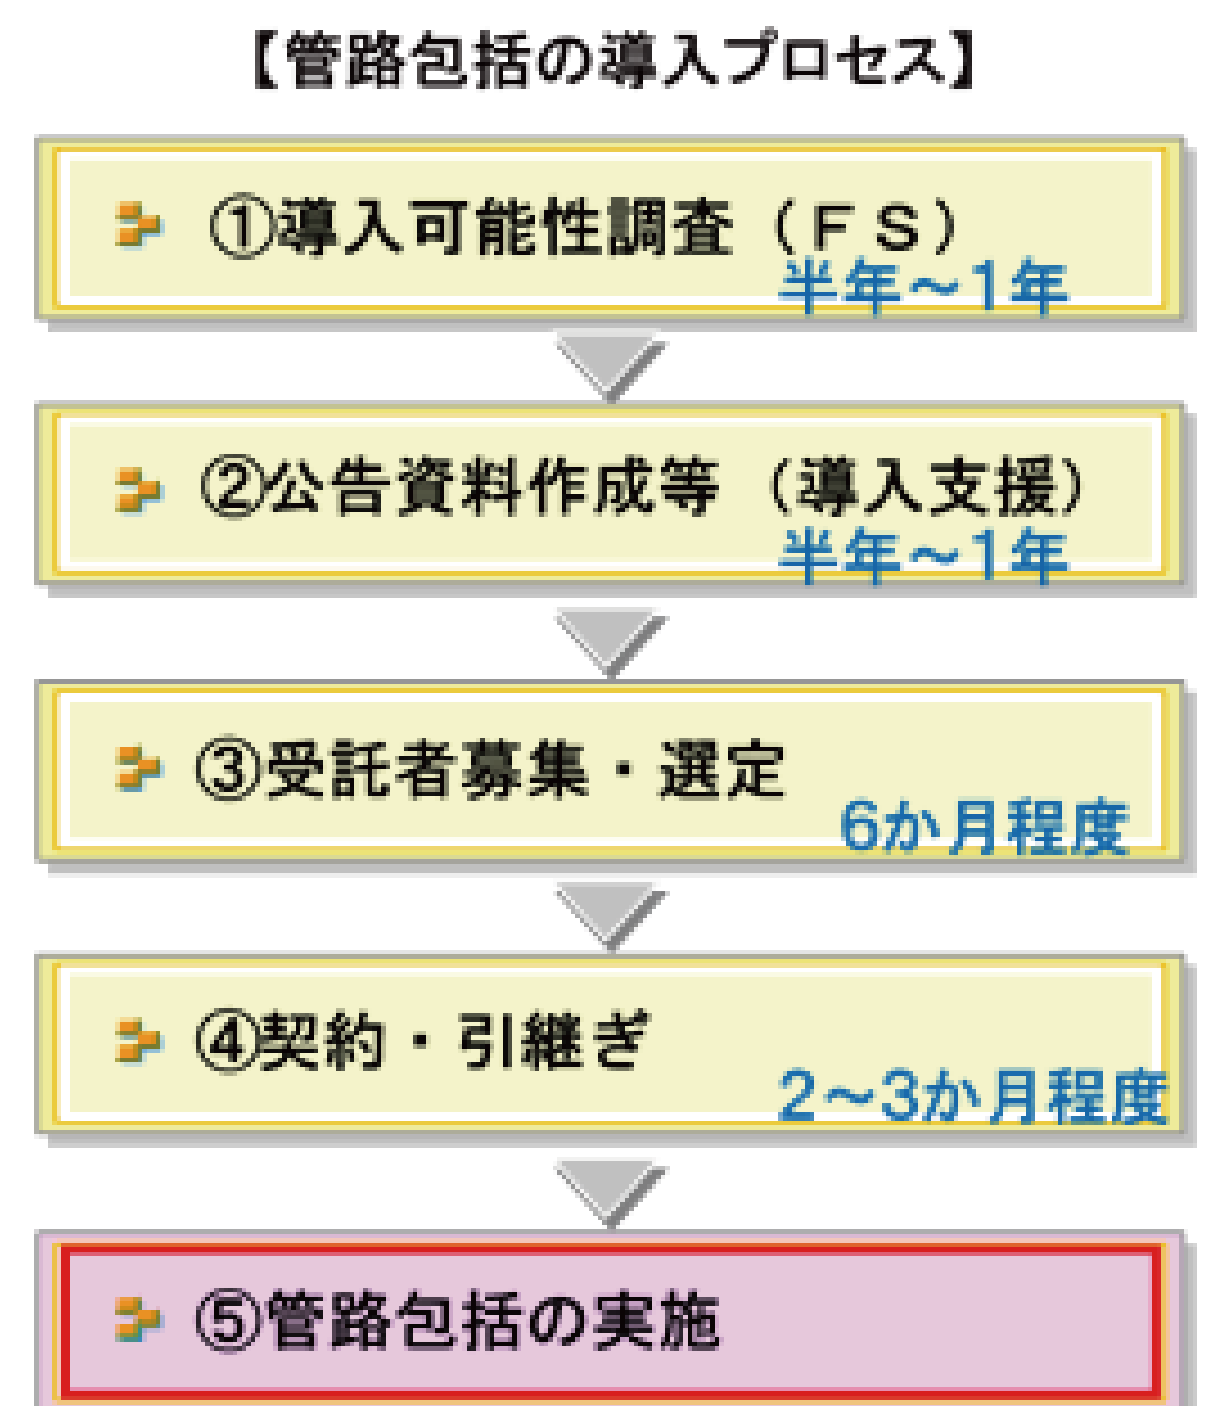 【管路包括の導入プロセス】
①導入可能性調査(FS)
半年～1年
②公告資料作成等(導入支援)
半年～1年
③受託者募集・選定
6か月程度
④契約・引継ぎ
2～3か月程度
⑤管路包括の実施